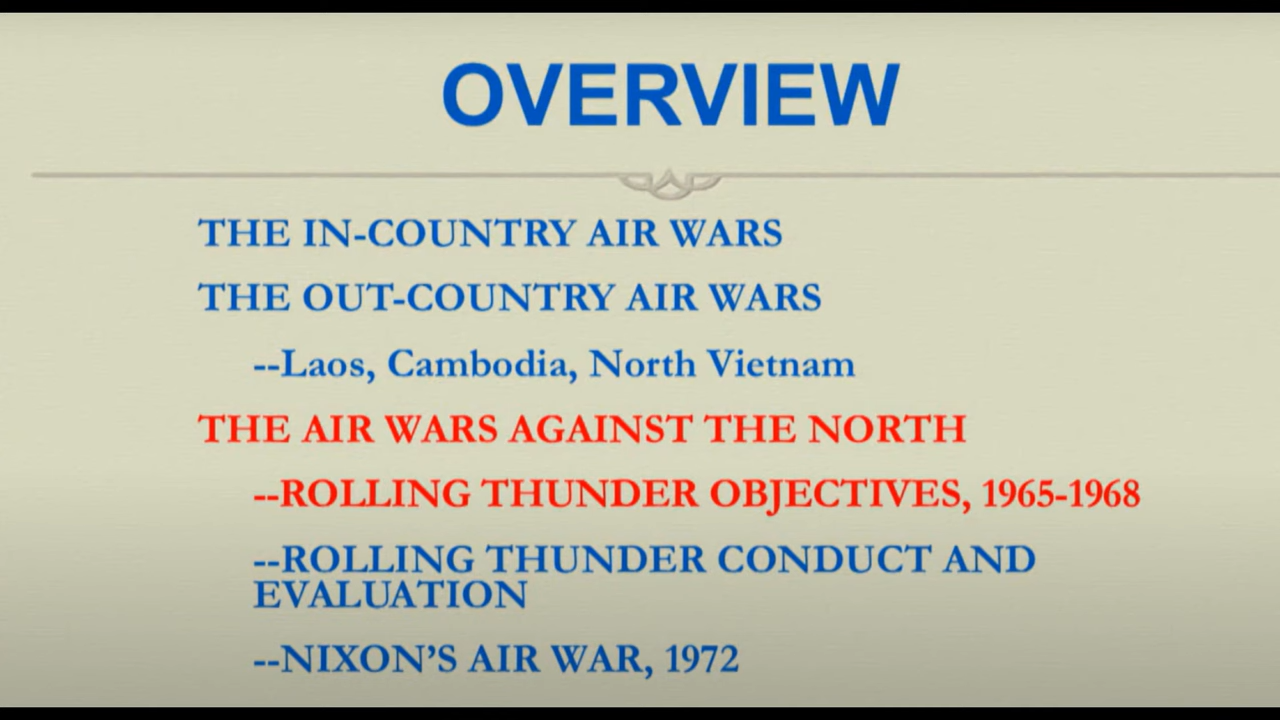 OVERVIEW
THE IN-COUNTRY AIR WARS
THE OUT-COUNTRY AIR WARS
--Laos, Cambodia, North Vietnam
THE AIR WARS AGAINST THE NORTH
--ROLLING THUNDER OBJECTIVES, 1965-1968
--ROLLING THUNDER CONDUCT AND
EVALUATION
--NIXON’S AIR WAR, 1972